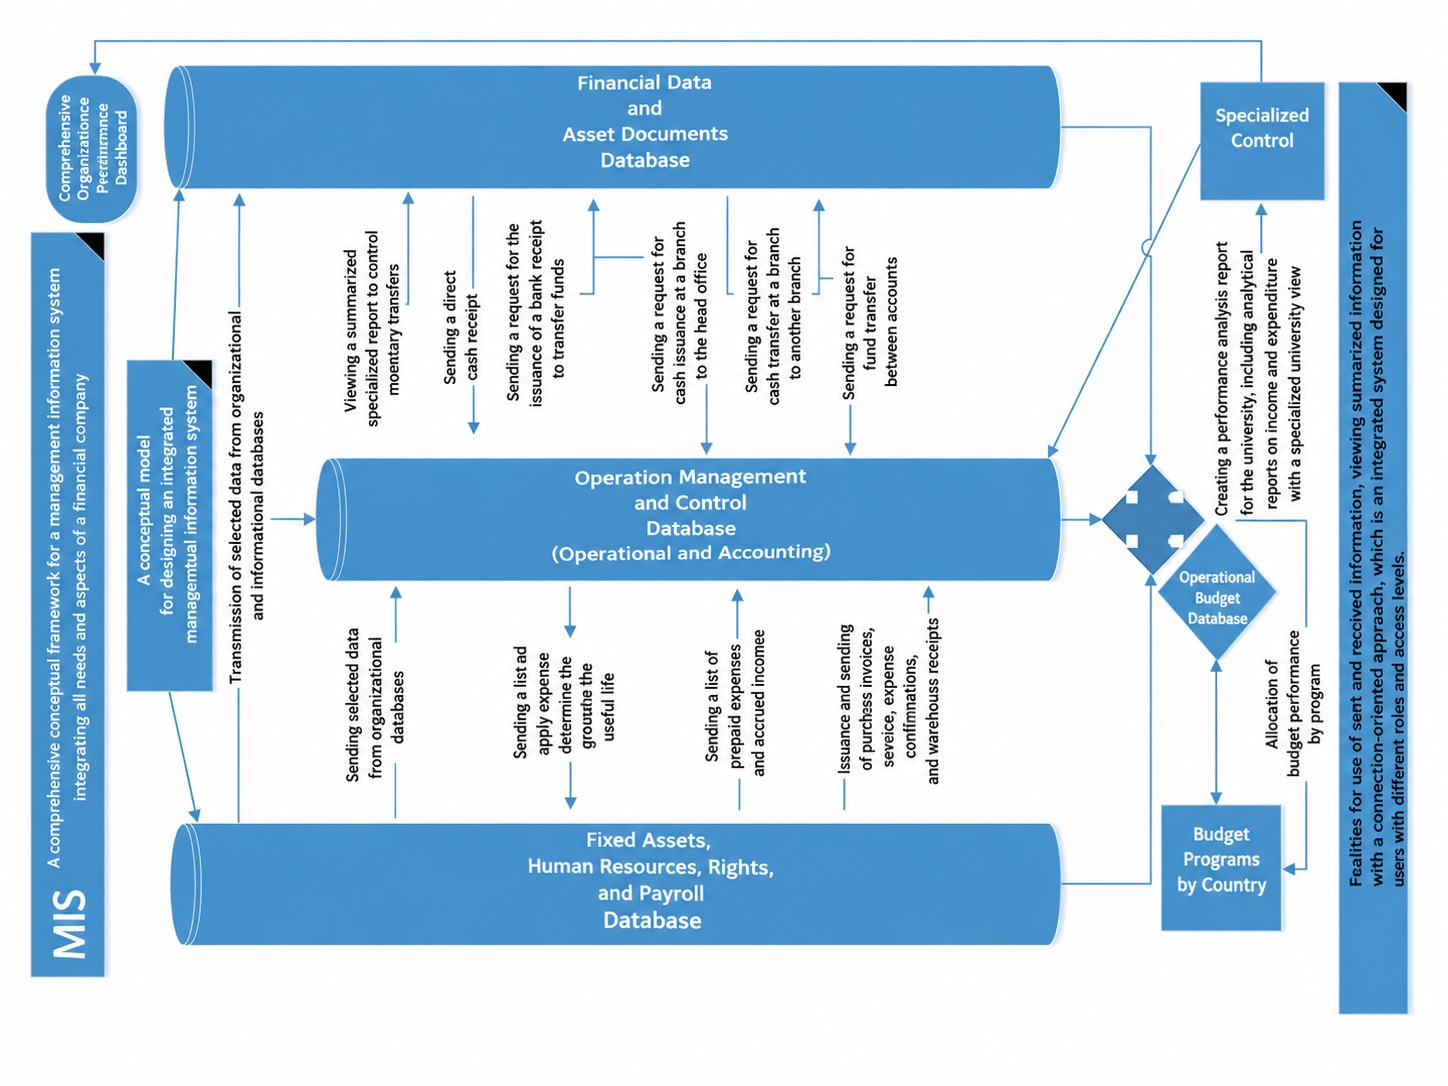 MIS
A comprehensive conceptual framework for a management information system
integrating all needs and aspects of a financial company
Comprehensive
Organizationce
Dashboard
A conceptual model
for designing an integrated
managemtual information system
Transmission of selected data from organizational
and informational databases
Financial Data
and
Asset Documents
Database
Viewing a summarized
specialized report to control
moentary transfers
Sending a direct
cash receipt
Sending a request for the
issuance of a bank receipt
to transfer funds
Sending a request for
cash issuance at a branch
to the head office
Sending a request for
cash transfer at a branch
to another branch
Sending a request for
fund transfer
between accounts
Operation Management
and Control
Database
(Operational and Accounting)
Sending selected data
from organizational
databases
Sending a list ad
apply expense
determine the
the
useful life
Sending a list of
prepaid expenses
and accrued incomee
Issuance and sending
of purchess invoices,
seveice, expense
and warehouss receipts
Fixed Assets,
Human Resources, Rights,
and Payroll
Database
Specialized
Control
Creating a performance analysis report
for the university, including analytical
reports on income and expenditure
with a specialized university view
Operational
Budget
Database
Allocation of
budget performance
by program
Budget
Programs
by Country
Fealities for use of sent and reccived information, viewing summarized information
with a connection-oriented appraach, which is an integrated system designed for
users with different roles and access levels.